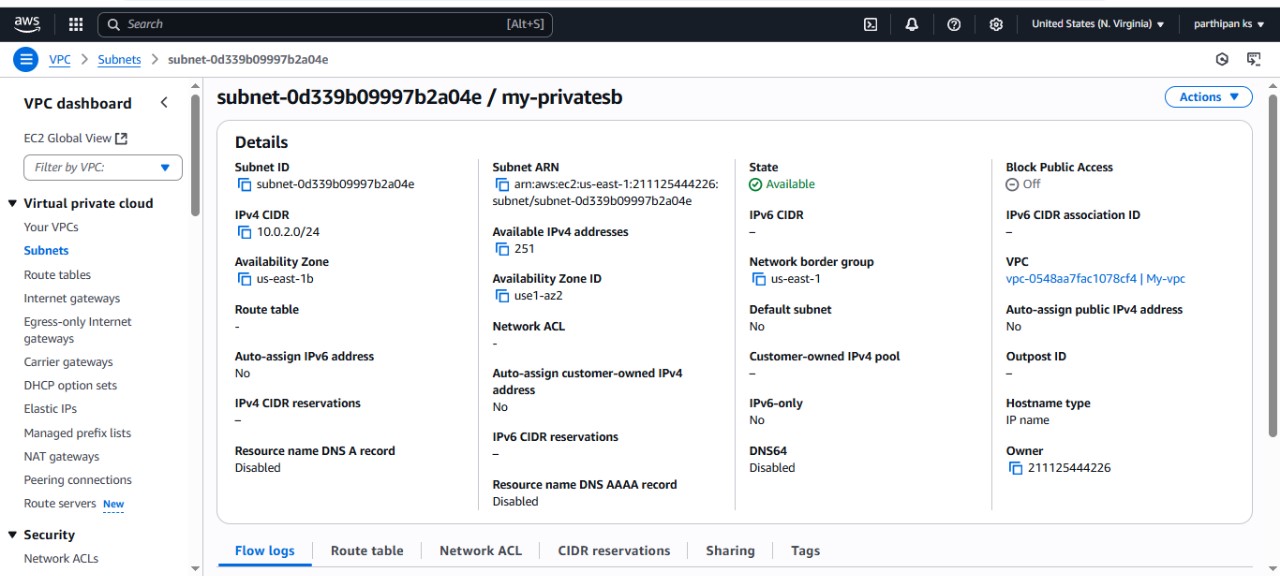 aws
Search [Alt+S]
United States (N. Virginia)
parthipan ks
VPC
Subnets
subnet-0d339b09997b2a04e
VPC dashboard
EC2 Global View
Filter by VPC:
Virtual private cloud
Your VPCs
Subnets
Route tables
Internet gateways
Egress-only Internet
gateways
Carrier gateways
DHCP option sets
Elastic IPs
Managed prefix lists
NAT gateways
Peering connections
Route servers New
Security
Network ACLs
subnet-0d339b09997b2a04e / my-privatesb
Actions
Details
Subnet ID
subnet-0d339b09997b2a04e
IPv4 CIDR
10.0.2.0/24
Availability Zone
us-east-1b
Route table
-
Auto-assign IPv6 address
No
IPv4 CIDR reservations
–
Resource name DNS A record
Disabled
Subnet ARN
arn:aws:ec2:us-east-1:211125444226:
subnet/subnet-0d339b09997b2a04e
Available IPv4 addresses
251
Availability Zone ID
use1-az2
Network ACL
-
Auto-assign customer-owned IPv4
address
No
IPv6 CIDR reservations
–
Resource name DNS AAAA record
Disabled
State
Available
IPv6 CIDR
–
Network border group
us-east-1
Default subnet
No
Customer-owned IPv4 pool
–
IPv6-only
No
DNS64
Disabled
Block Public Access
Off
IPv6 CIDR association ID
–
VPC
vpc-0548aa7fac1078cf4 | My-vpc
Auto-assign public IPv4 address
No
Outpost ID
–
Hostname type
IP name
Owner
211125444226
Flow logs
Route table
Network ACL
CIDR reservations
Sharing
Tags